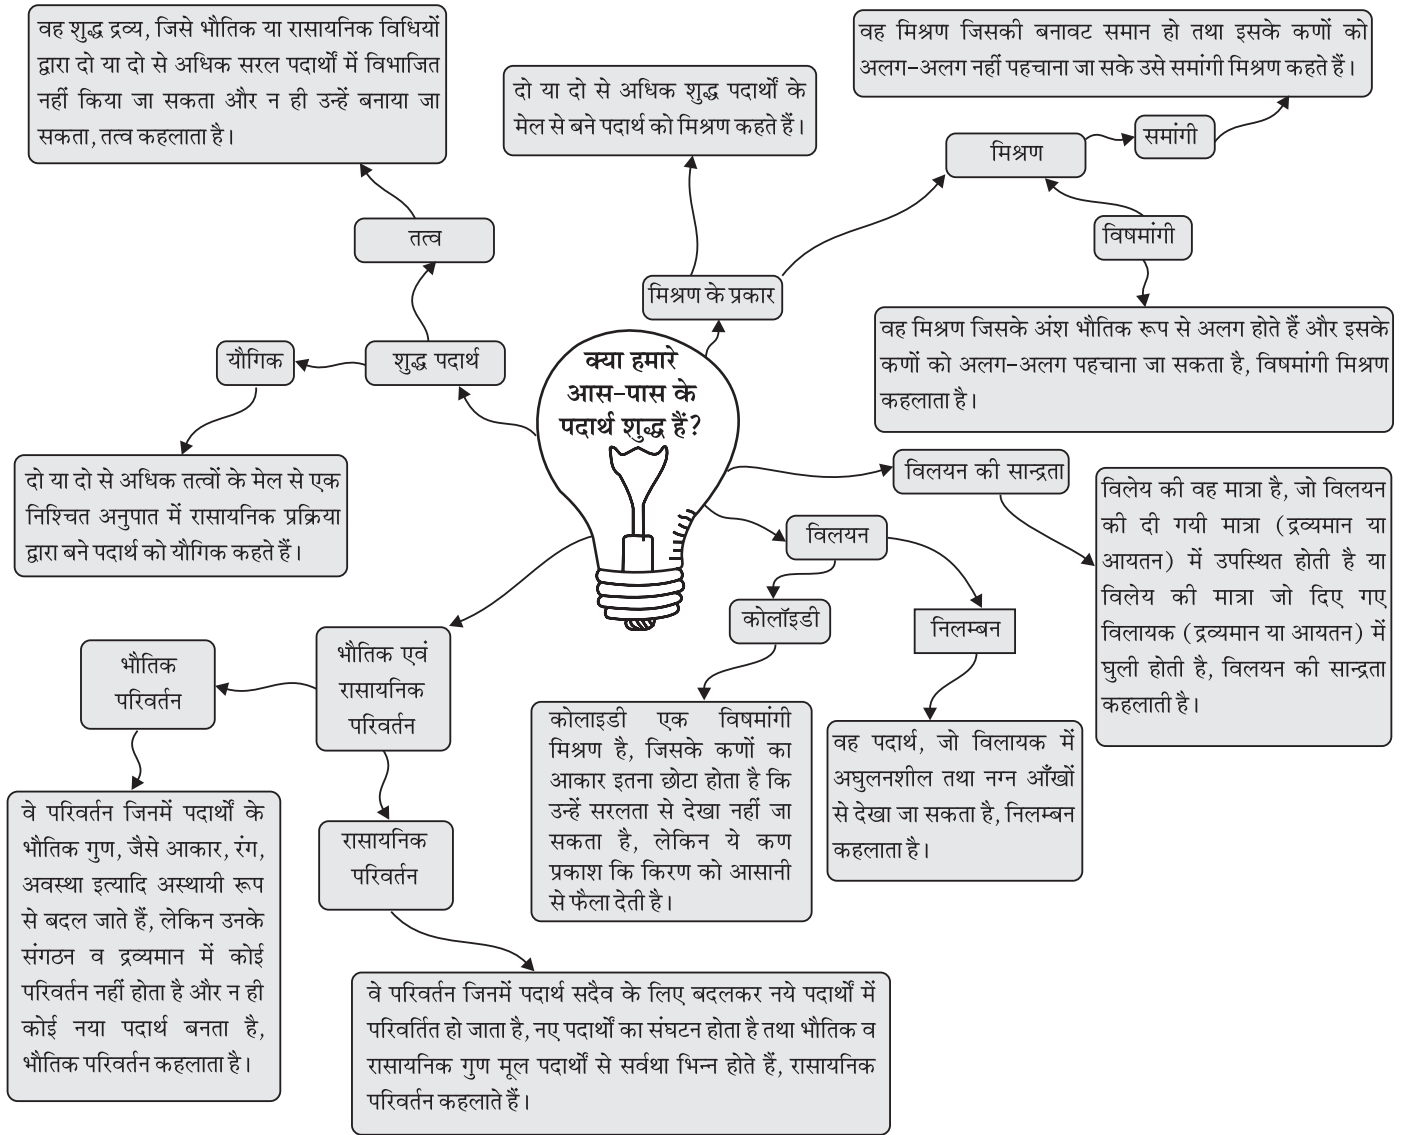 वह शुद्ध द्रव्य, जिसे भौतिक या रासायनिक विधियों
द्वारा दो या दो से अधिक सरल पदार्थों में विभाजित
नहीं किया जा सकता और न ही उन्हें बनाया जा
सकता, तत्व कहलाता है।
दो या दो से अधिक शुद्ध पदार्थों के
मेल से बने पदार्थ को मिश्रण कहते हैं।
वह मिश्रण जिसकी बनावट समान हो तथा इसके कणों को
अलग-अलग नहीं पहचाना जा सके उसे समांगी मिश्रण कहते हैं।
मिश्रण
समांगी
तत्व
विषमांगी
मिश्रण के प्रकार
वह मिश्रण जिसके अंश भौतिक रूप से अलग होते हैं और इसके
कणों को अलग-अलग पहचाना जा सकता है, विषमांगी मिश्रण
कहलाता है।
यौगिक
शुद्ध पदार्थ
क्या हमारे
आस-पास के
पदार्थ शुद्ध हैं?
दो या दो से अधिक तत्वों के मेल से एक
निश्चित अनुपात में रासायनिक प्रक्रिया
द्वारा बने पदार्थ को यौगिक कहते हैं।
विलयन की सान्द्रता
विलेय की वह मात्रा है, जो विलयन
की दी गयी मात्रा (द्रव्यमान या
आयतन) में उपस्थित होती है या
विलेय की मात्रा जो दिए गए
विलायक (द्रव्यमान या आयतन) में
घुली होती है, विलयन की सान्द्रता
कहलाती है।
विलयन
कोलॉइडी
निलम्बन
भौतिक
परिवर्तन
भौतिक एवं
रासायनिक
परिवर्तन
कोलाइडी एक विषमांगी
मिश्रण है, जिसके कणों का
आकार इतना छोटा होता है कि
उन्हें सरलता से देखा नहीं जा
सकता है, लेकिन ये कण
प्रकाश कि किरण को आसानी
से फैला देती है।
वह पदार्थ, जो विलायक में
अघुलनशील तथा नग्न आँखों
से देखा जा सकता है, निलम्बन
कहलाता है।
वे परिवर्तन जिनमें पदार्थों के
भौतिक गुण, जैसे आकार, रंग,
अवस्था इत्यादि अस्थायी रूप
से बदल जाते हैं, लेकिन उनके
संगठन व द्रव्यमान में कोई
परिवर्तन नहीं होता है और न ही
कोई नया पदार्थ बनता है,
भौतिक परिवर्तन कहलाता है।
रासायनिक
परिवर्तन
वे परिवर्तन जिनमें पदार्थ सदैव के लिए बदलकर नये पदार्थों में
परिवर्तित हो जाता है, नए पदार्थों का संघटन होता है तथा भौतिक व
रासायनिक गुण मूल पदार्थों से सर्वथा भिन्न होते हैं, रासायनिक
परिवर्तन कहलाते हैं।